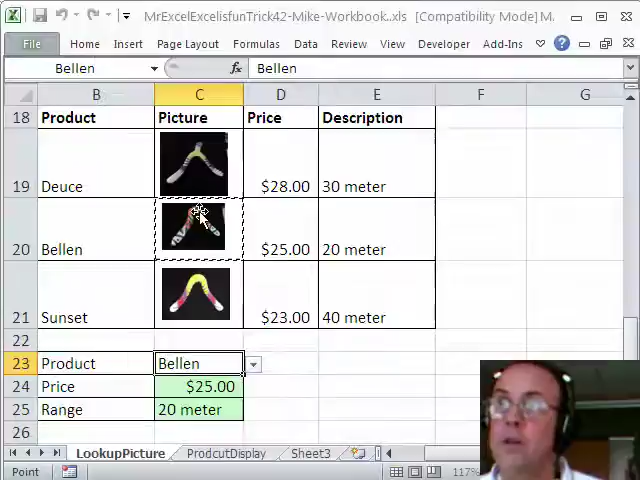 MrExcelExcelisfunTrick42-Mike-Workbook..xls [Compatibility Mode] M.
File Home Insert Page Layout Formulas Data Review View Developer Add-Ins
Bellen fx Bellen
B C D E F G
18 Product Picture Price Description
19 Deuce $28.00 30 meter
20 Bellen $25.00 20 meter
21 Sunset $23.00 40 meter
22
23 Product Bellen
24 Price $25.00
25 Range 20 meter
26
LookupPicture ProdcutDisplay Sheet3
Point 117%